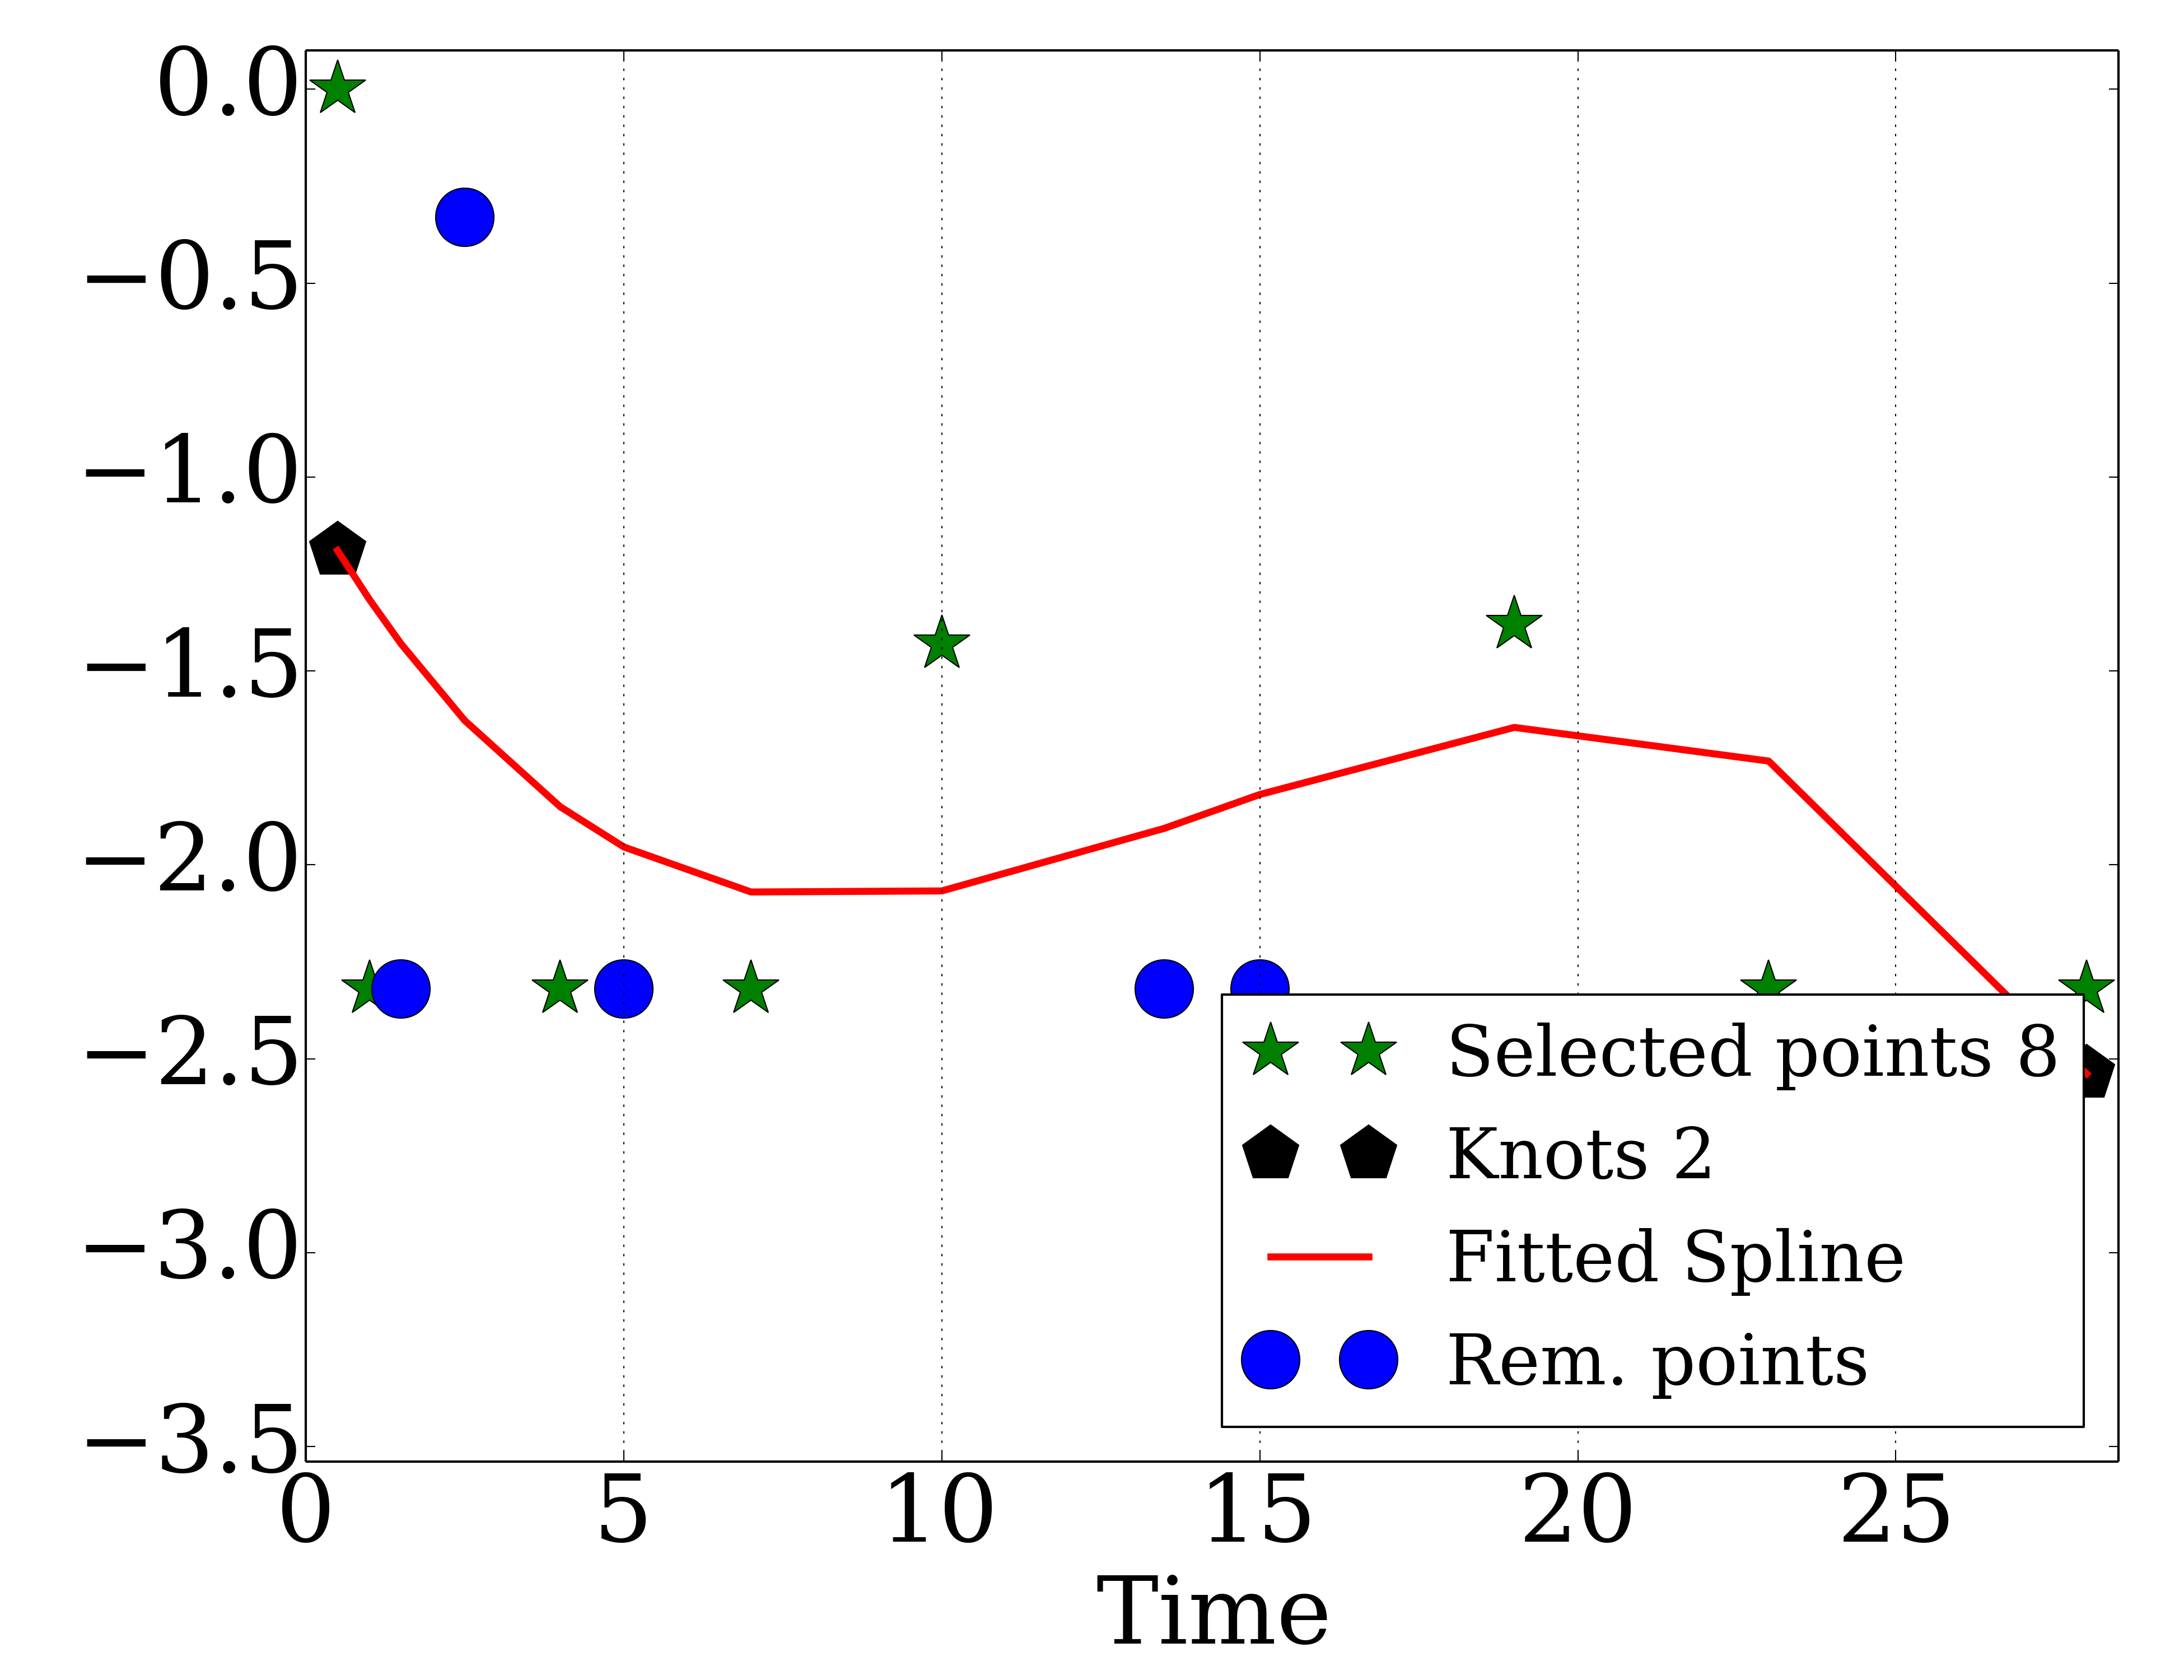 0.0
−0.5
−1.0
−1.5
−2.0
−2.5
−3.0
−3.5
Selected points 8
Knots 2
Fitted Spline
Rem. points
0 5 10 15 20 25
Time